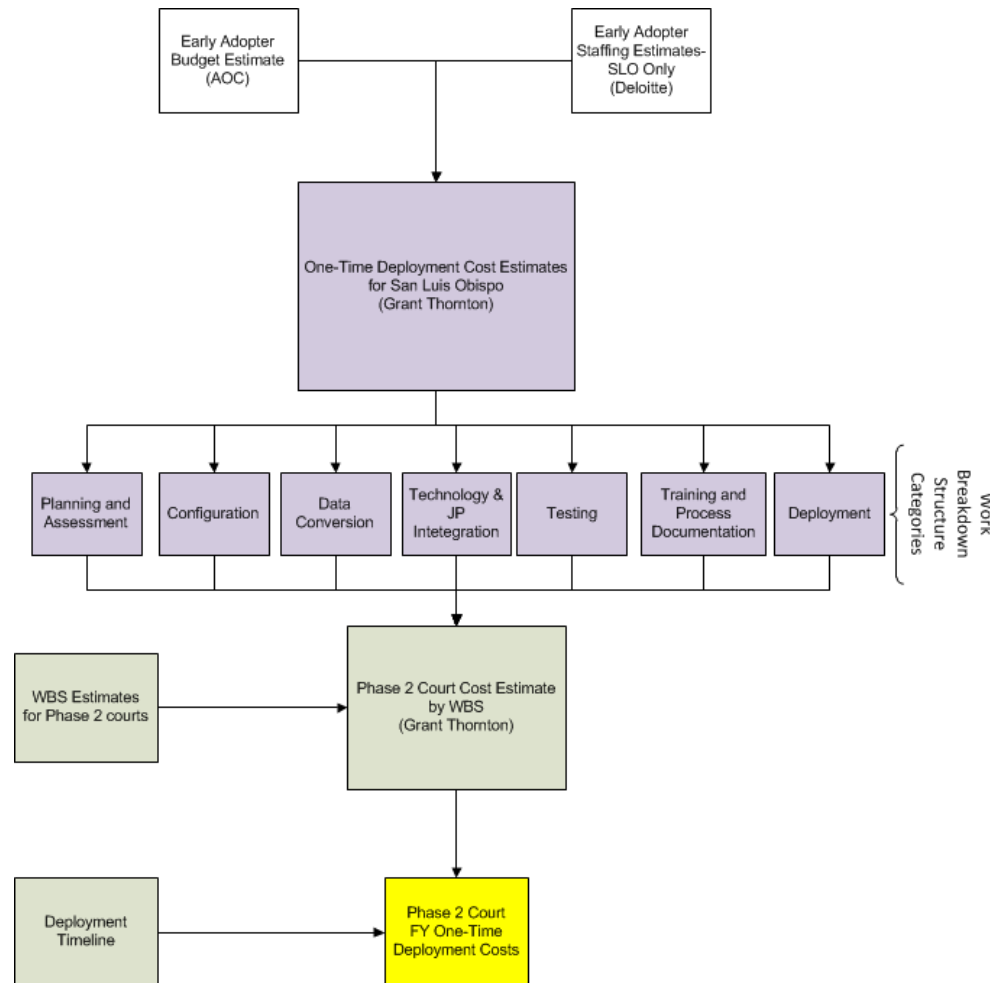 Early Adopter
Budget Estimate
(AOC)
Early Adopter
Staffing Estimates-
SLO Only
(Deloitte)
One-Time Deployment Cost Estimates
for San Luis Obispo
(Grant Thornton)
Planning and
Assessment
Configuration
Data
Conversion
Technology &
JP
Intetegration
Testing
Training and
Process
Documentation
Deployment
Work
Breakdown
Structure
Categories
WBS Estimates
for Phase 2 courts
Phase 2 Court Cost Estimate
by WBS
(Grant Thornton)
Deployment
Timeline
Phase 2 Court
FY One-Time
Deployment Costs